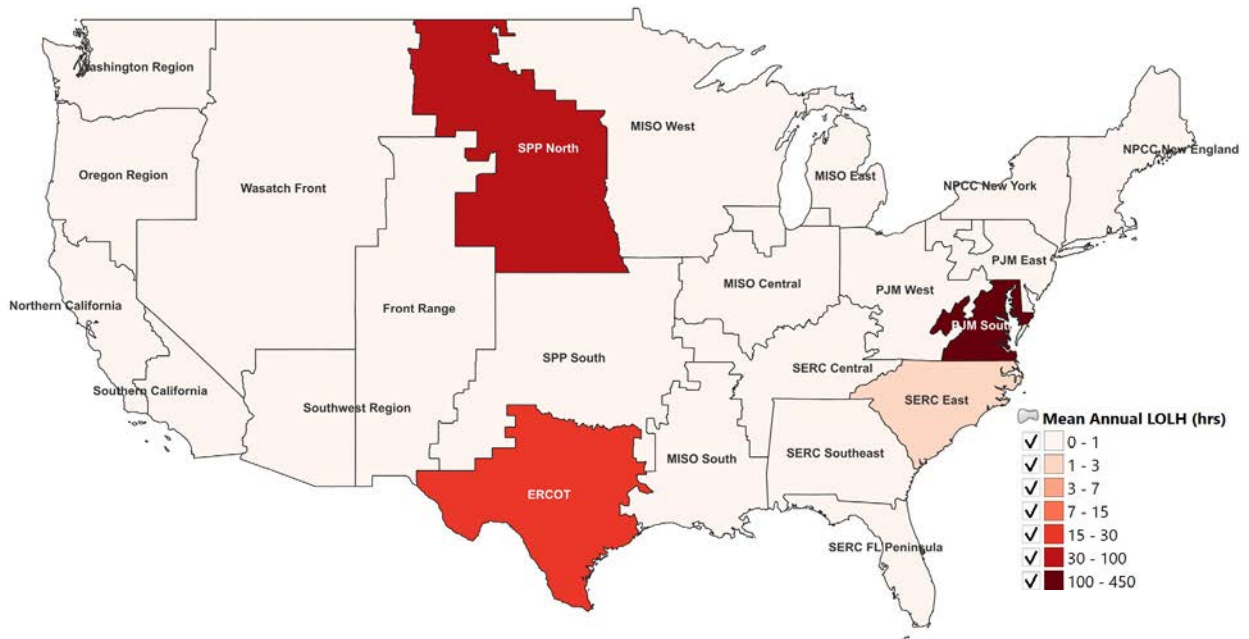 Washington Region
MISO West
SPP North
NPCC New England
Oregon Region
Wasatch Front
MISO East
NPCC New York
PJM East
MISO Central
PJM West
Northern California
Front Range
PJM South
SPP South
SERC Central
Southern California
Southwest Region
SERC East
Mean Annual LOLH (hrs)
0 - 1
MISO South
SERC Southeast
1 - 3
3 - 7
ERCOT
7 - 15
15 - 30
SERC FL Peninsula
30 - 100
100 - 450